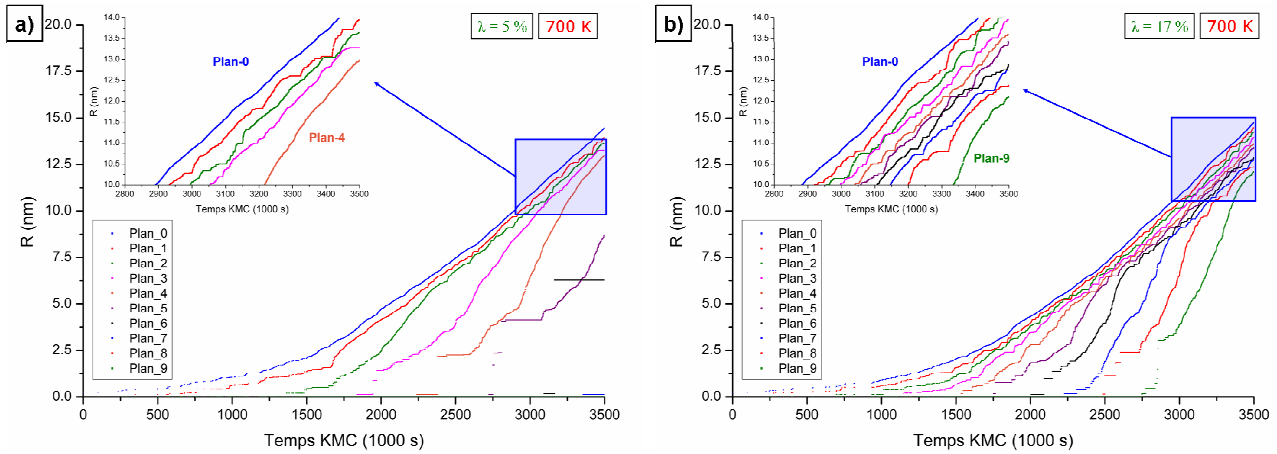 a)
λ = 5 %
700 K
R (nm)
20.0
17.5
15.0
12.5
10.0
7.5
5.0
2.5
0.0
0
500
1000
1500
2000
2500
3000
3500
Temps KMC (1000 s)
R (nm)
14.0
13.5
13.0
12.5
12.0
11.5
11.0
10.5
10.0
2800
2900
3000
3100
3200
3300
3400
3500
Temps KMC (1000 s)
Plan-0
Plan-4
Plan_0
Plan_1
Plan_2
Plan_3
Plan_4
Plan_5
Plan_6
Plan_7
Plan_8
Plan_9
b)
λ = 17 %
700 K
R (nm)
20.0
17.5
15.0
12.5
10.0
7.5
5.0
2.5
0.0
0
500
1000
1500
2000
2500
3000
3500
Temps KMC (1000 s)
R (nm)
14.0
13.5
13.0
12.5
12.0
11.5
11.0
10.5
10.0
2800
2900
3000
3100
3200
3300
3400
3500
Temps KMC (1000 s)
Plan-0
Plan-9
Plan_0
Plan_1
Plan_2
Plan_3
Plan_4
Plan_5
Plan_6
Plan_7
Plan_8
Plan_9